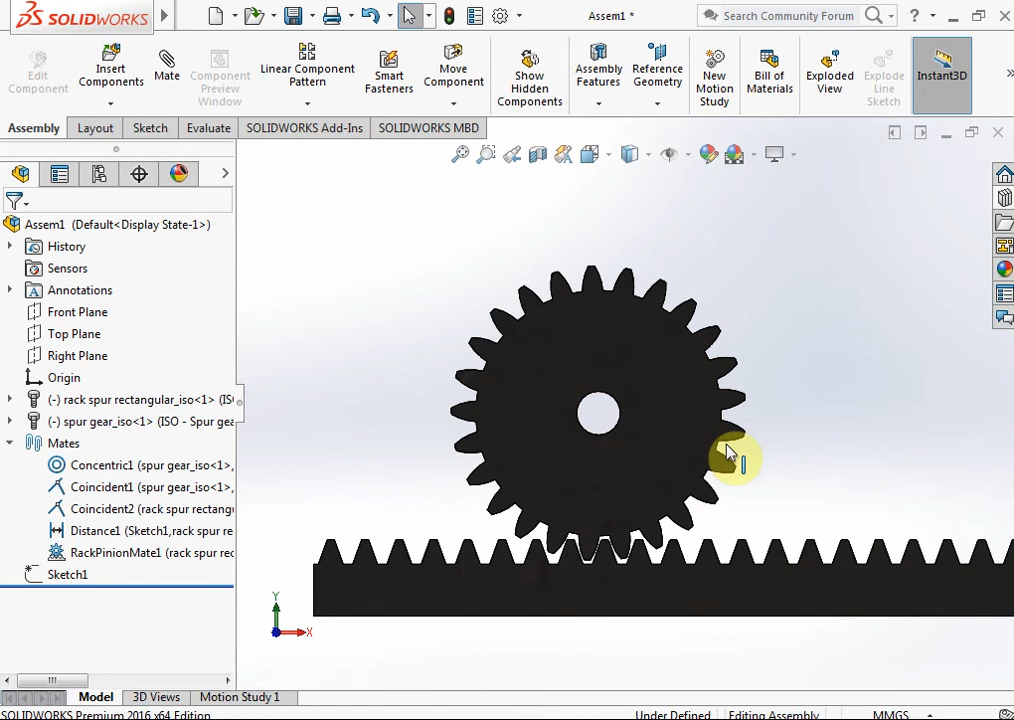 SOLIDWORKS
Assem1 *
Search Community Forum
?
Edit Component
Insert Components
Mate
Component Preview Window
Linear Component Pattern
Smart Fasteners
Move Component
Show Hidden Components
Assembly Features
Reference Geometry
New Motion Study
Bill of Materials
Exploded View
Explode Line Sketch
Instant3D
Assembly
Layout
Sketch
Evaluate
SOLIDWORKS Add-Ins
SOLIDWORKS MBD
Assem1 (Default<Display State-1>)
History
Sensors
Annotations
Front Plane
Top Plane
Right Plane
Origin
(-) rack spur rectangular_iso<1> (IS
(-) spur gear_iso<1> (ISO - Spur gea
Mates
Concentric1 (spur gear_iso<1>,
Coincident1 (spur gear_iso<1>,
Coincident2 (rack spur rectang
Distance1 (Sketch1,rack spur re
RackPinionMate1 (rack spur rec
Sketch1
Y
X
Model
3D Views
Motion Study 1
SOLIDWORKS Premium 2016 x64 Edition
Under Defined
Editing Assembly
MMGS